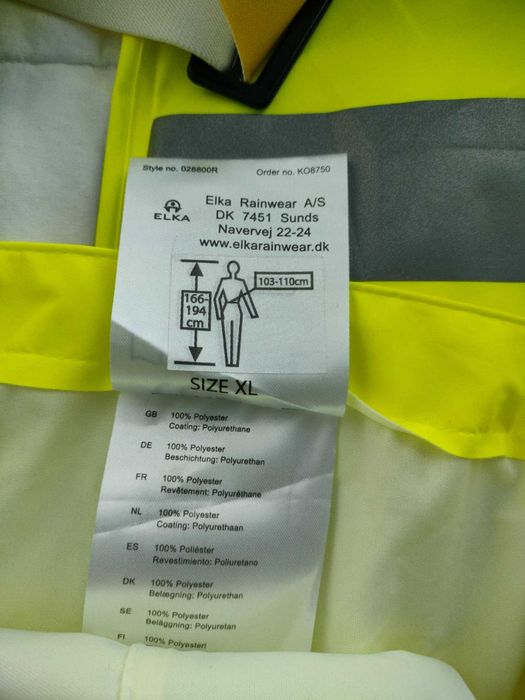 Style no. 028800R
Order no. KO8750
ELKA
Elka Rainwear A/S
DK 7451 Sunds
Navervej 22-24
www.elkarainwear.dk
103-110cm
166-
194
cm
SIZE XL
GB 100% Polyester
Coating: Polyurethane
DE 100% Polyester
Beschichtung: Polyurethan
FR 100% Polyester
Revêtement: Polyuréthane
NL 100% Polyester
Coating: Polyurethaan
ES 100% Poliéster
Revestimiento: Poliuretano
DK 100% Polyester
Belægning: Polyurethan
SE 100% Polyester
Beläggning: Polyuretan
FI 100% Polyesteri